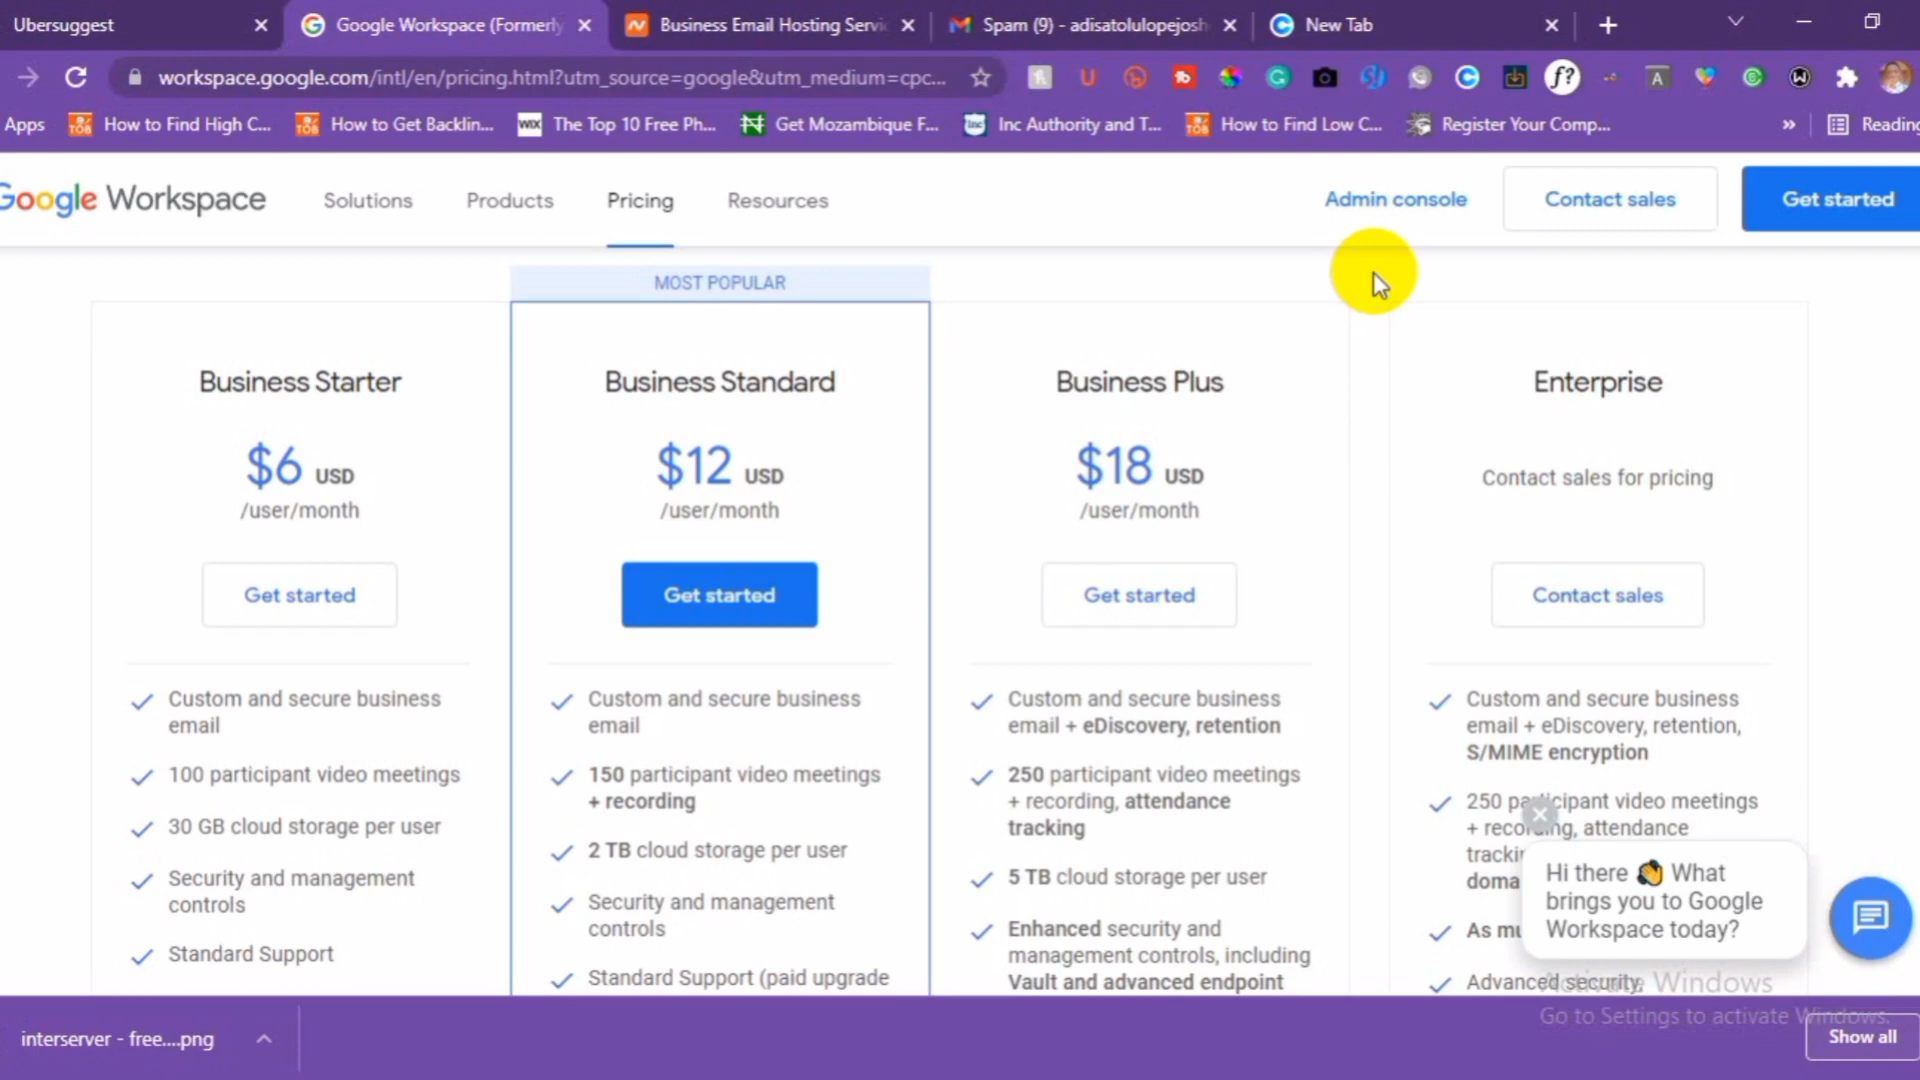 Ubersuggest
Google Workspace (Formerly
Business Email Hosting Servic
Spam (9) - adisatolulopejosh
New Tab
workspace.google.com/intl/en/pricing.html?utm_source=google&utm_medium=cpc...
Apps
How to Find High C...
How to Get Backlin...
The Top 10 Free Ph...
Get Mozambique F...
Inc Authority and T...
How to Find Low C...
Register Your Comp...
»
Reading
Google Workspace
Solutions
Products
Pricing
Resources
Admin console
Contact sales
Get started
MOST POPULAR
Business Starter
$6 USD
/user/month
Get started
Custom and secure business
email
100 participant video meetings
30 GB cloud storage per user
Security and management
controls
Standard Support
Business Standard
$12 USD
/user/month
Get started
Custom and secure business
email
150 participant video meetings
+ recording
2 TB cloud storage per user
Security and management
controls
Standard Support (paid upgrade
Business Plus
$18 USD
/user/month
Get started
Custom and secure business
email + eDiscovery, retention
250 participant video meetings
+ recording, attendance
tracking
5 TB cloud storage per user
Enhanced security and
management controls, including
Vault and advanced endpoint
Enterprise
Contact sales for pricing
Contact sales
Custom and secure business
email + eDiscovery, retention,
S/MIME encryption
250 participant video meetings
+ recording, attendance
Advanced security,
Hi there 👏 What
brings you to Google
Workspace today?
Activate Windows
Go to Settings to activate Windows.
interserver - free....png
Show all